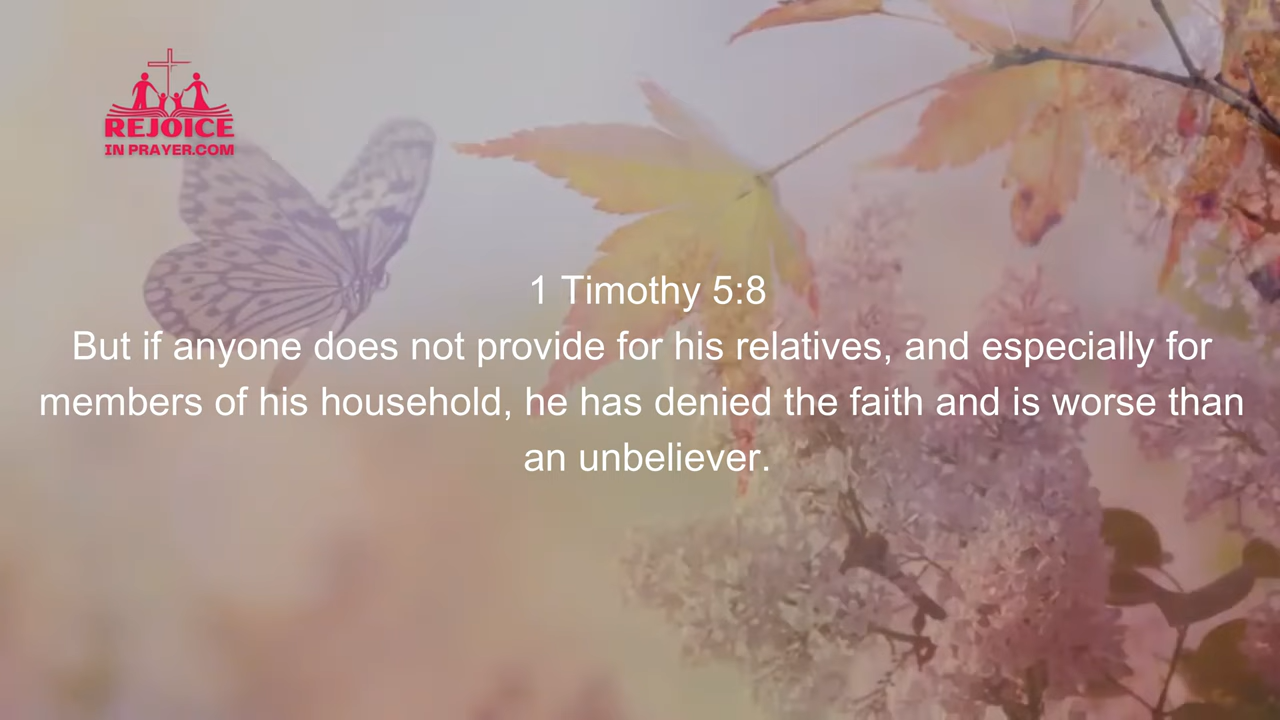 REJOICE
IN PRAYER.COM
1 Timothy 5:8
But if anyone does not provide for his relatives, and especially for
members of his household, he has denied the faith and is worse than
an unbeliever.